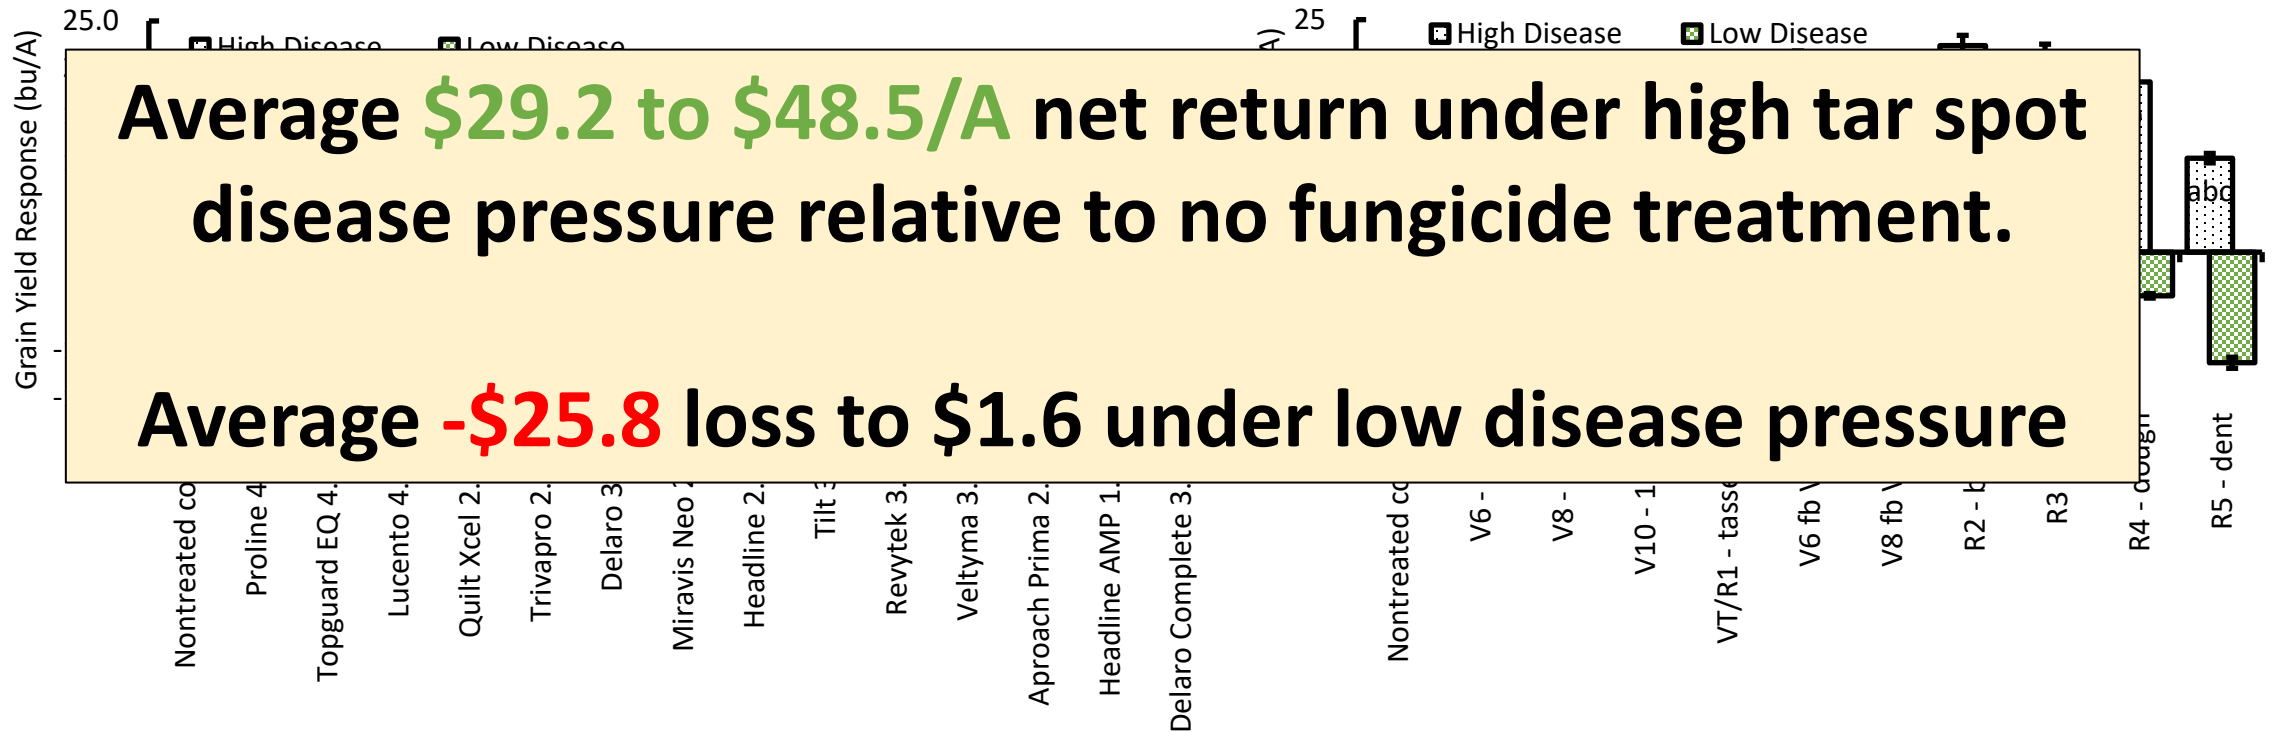 25.0
High Disease
Low Disease
Grain Yield Response (bu/A)
25
High Disease
Low Disease
Average $29.2 to $48.5/A net return under high tar spot
disease pressure relative to no fungicide treatment.
Average -$25.8 loss to $1.6 under low disease pressure
abc
Nontreated co
Proline 4
Topguard EQ 4.
Lucento 4.
Quilt Xcel 2.
Trivapro 2.
Delaro 3
Miravis Neo 2
Headline 2.
Tilt 3
Revytek 3.
Veltyma 3.
Aproach Prima 2.
Headline AMP 1.
Delaro Complete 3.
Nontreated co
V6 -
V8 -
V10 - 1
VT/R1 - tasse
V6 fb V
V8 fb V
R2 - b
R3
R4 - dough
R5 - dent